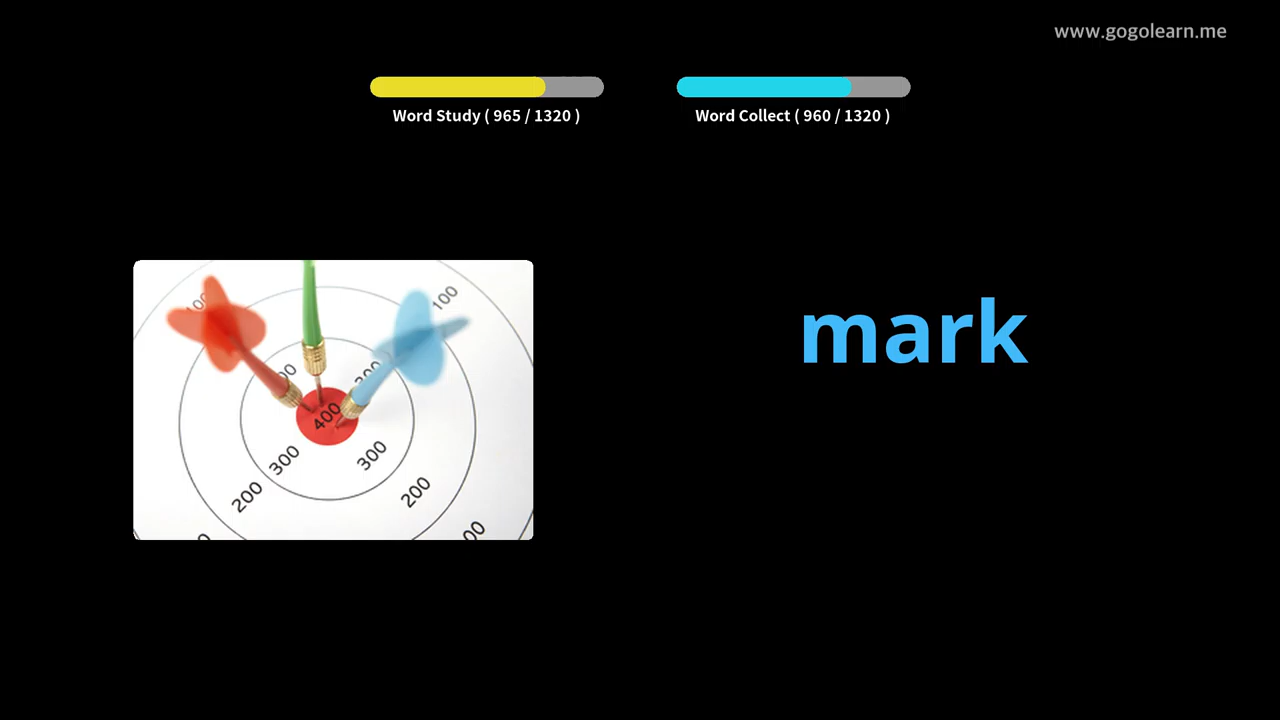 www.gogolearn.me
Word Study ( 965 / 1320 )
Word Collect ( 960 / 1320 )
mark
100
100
400
300
300
200
200